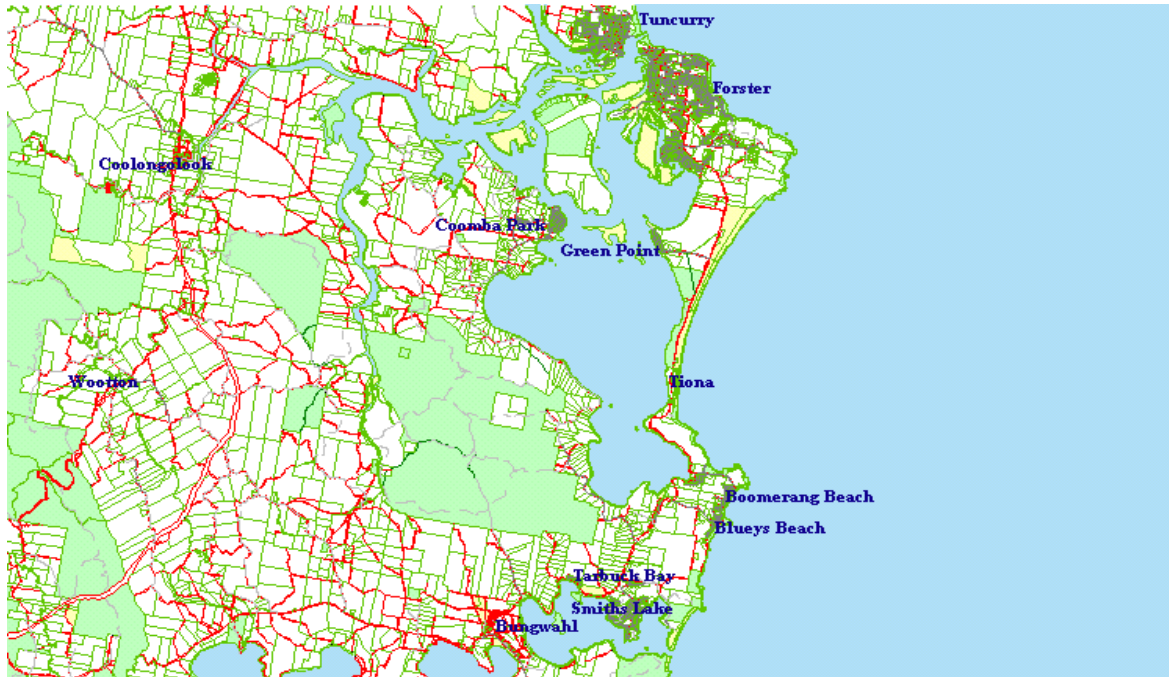 Tuncurry
Forster
Coolongolook
Coomba Park
Green Point
Wootton
Tiona
Boomerang Beach
Blueys Beach
Tarbuck Bay
Smiths Lake
Bungwahl